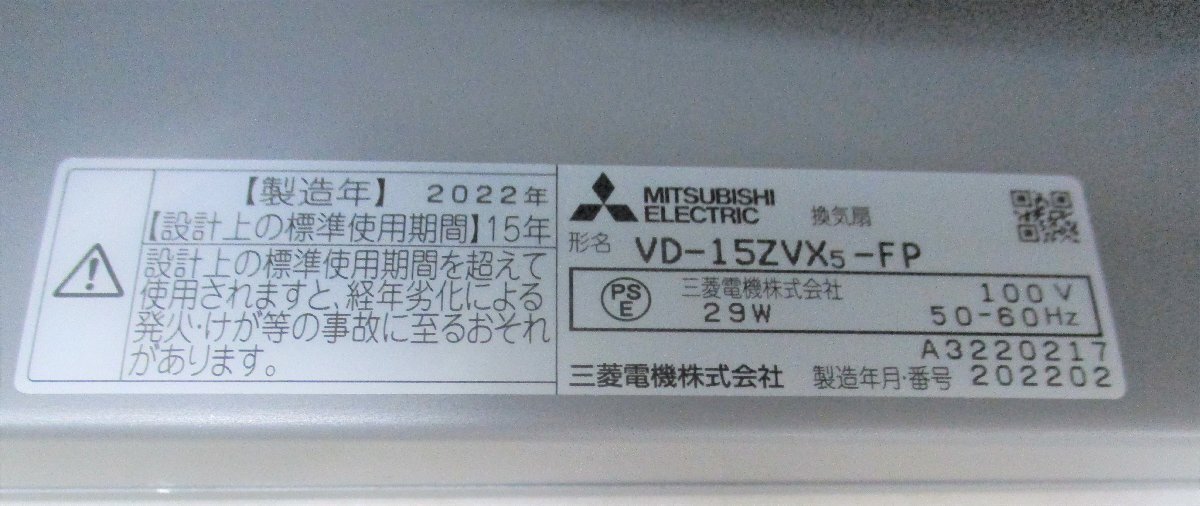 【製造年】 2022年
【設計上の標準使用期間】15年
設計上の標準使用期間を超えて
使用されますと、経年劣化による
発火・けが等の事故に至るおそれ
があります。
MITSUBISHI
ELECTRIC
換気扇
形名 VD-15ZVX5-FP
PS
E
三菱電機株式会社 100V
29W 50-60Hz
A3220217
三菱電機株式会社 製造年月・番号 202202